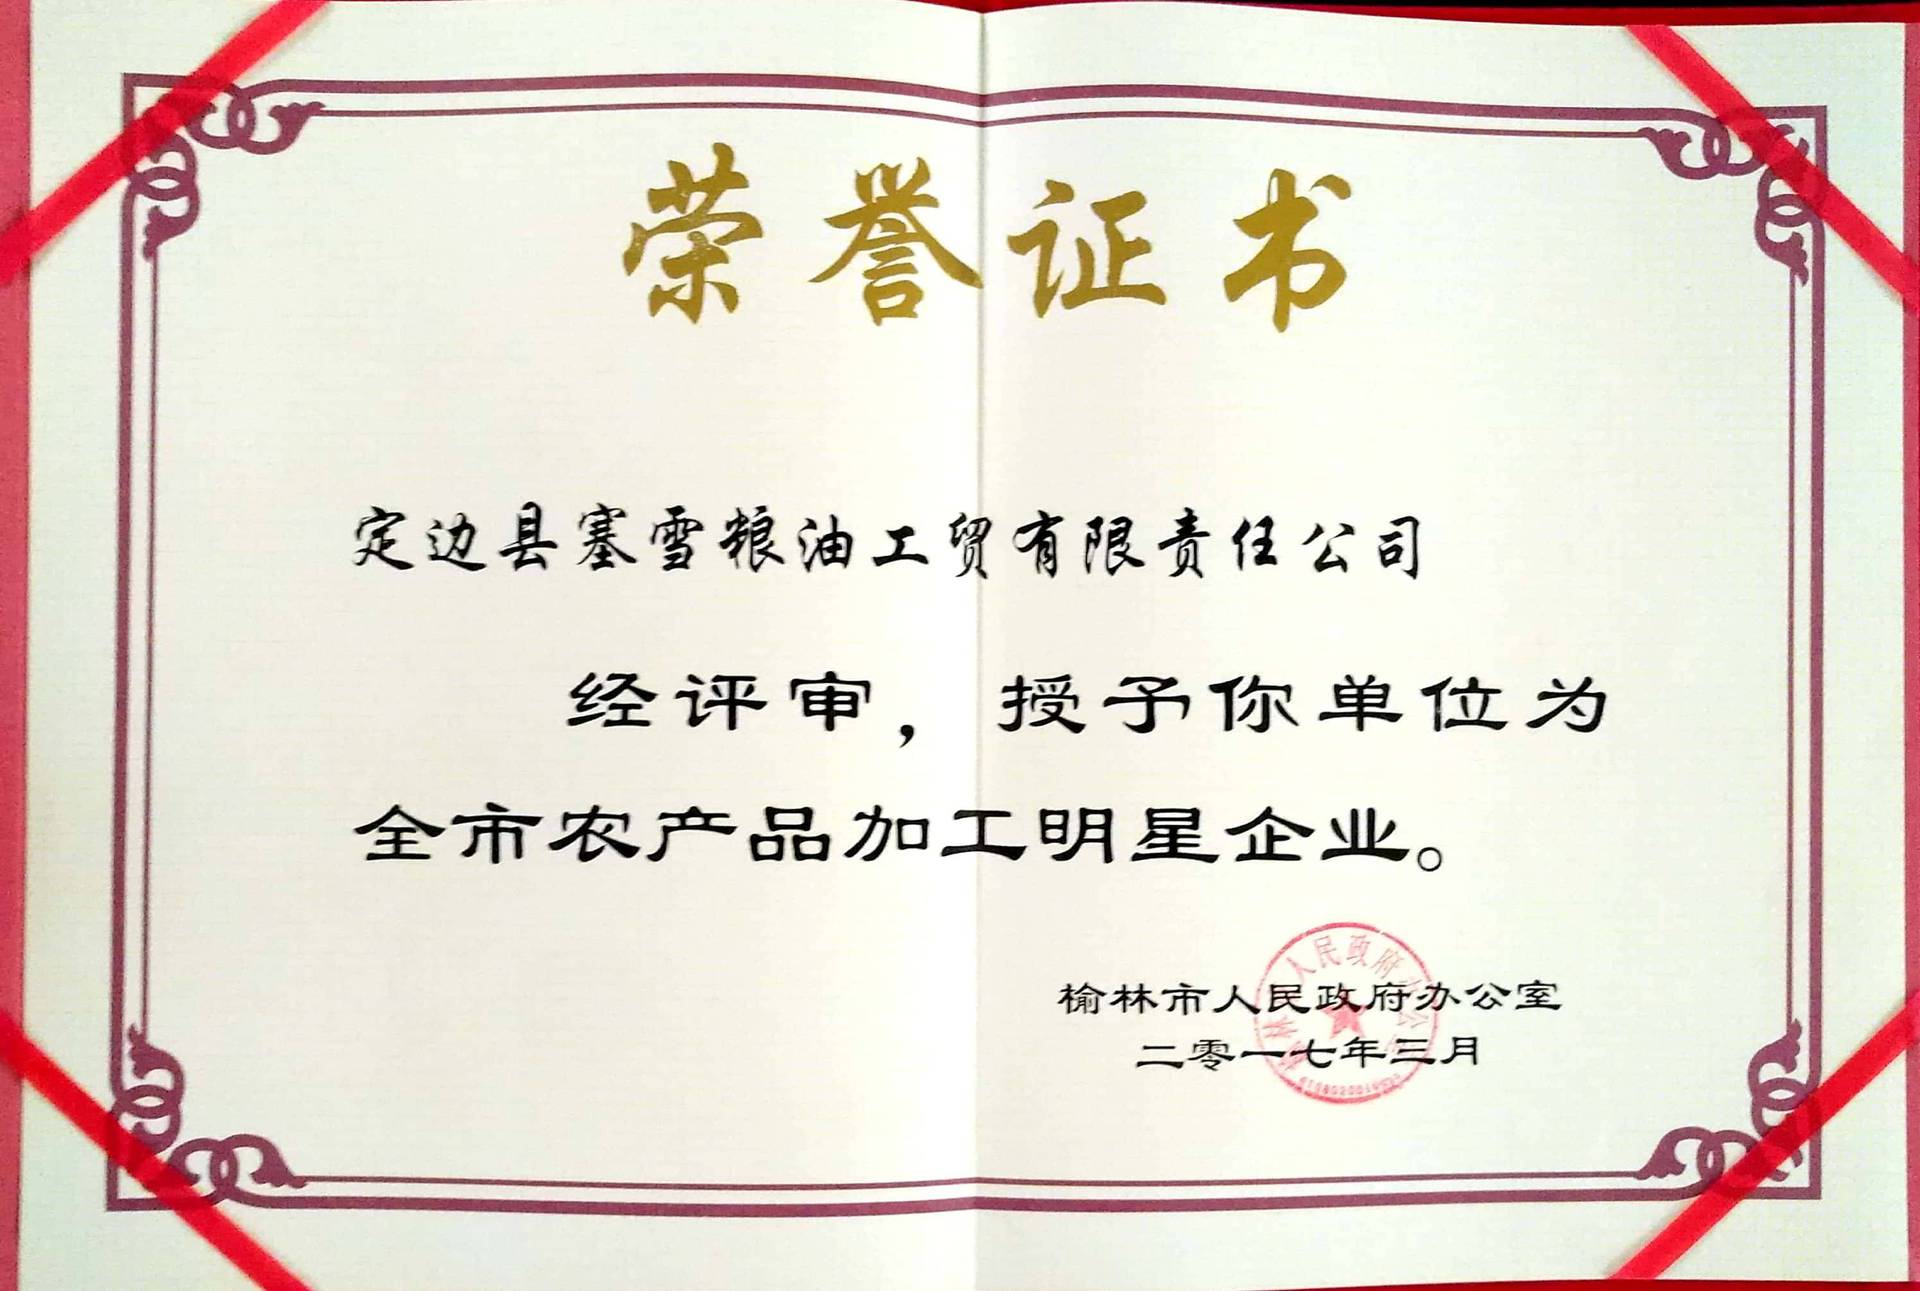 荣誉证书
定边县塞雪粮油工贸有限责任公司
经评审，授予你单位为
全市农产品加工明星企业。
榆林市人民政府办公室
二零一七年三月